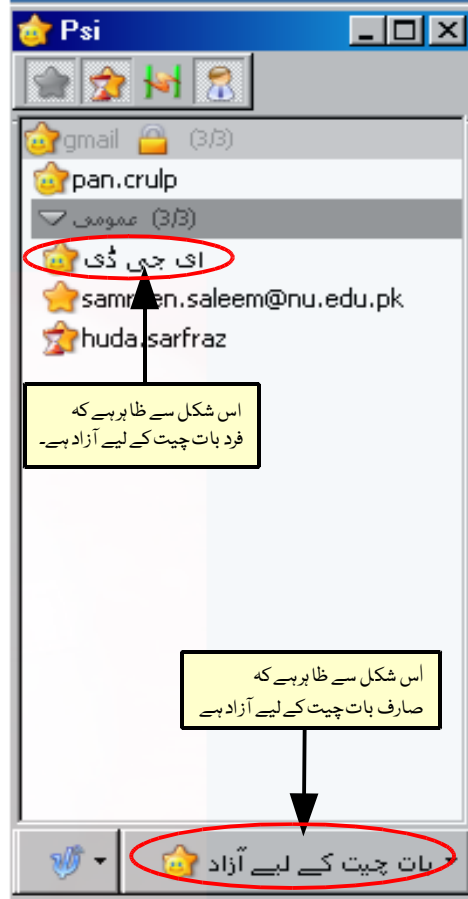 Psi
gmail (3/3)
pan.crulp
عمومی (3/3)
ای جی ڈی
saleem@nu.edu.pk
huda.sarfraz
اس شکل سے ظاہر ہے کہ
فرد بات چیت کے لیے آزاد ہے۔
اُس شکل سے ظاہر ہے کہ
صارف بات چیت کے لیے آزاد ہے
بات چیت کے لیے آزاد